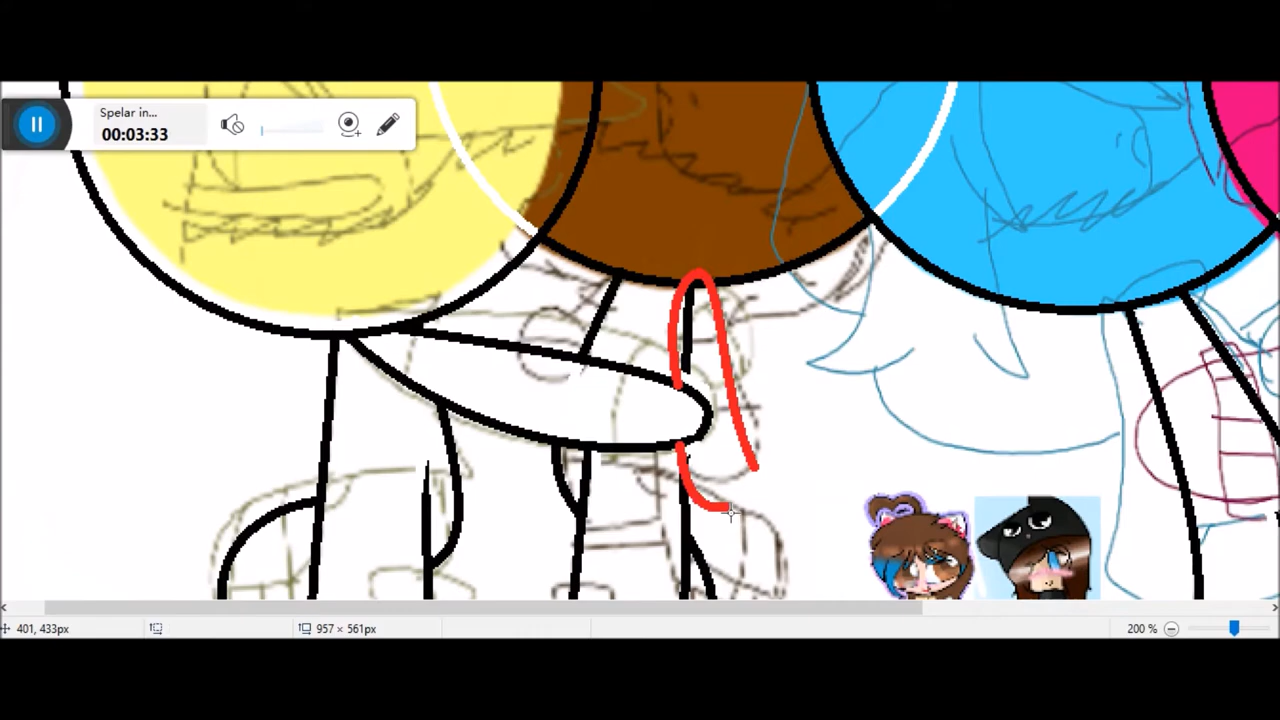 Spelar in...
00:03:33
401, 433px
957 × 561px
200 %